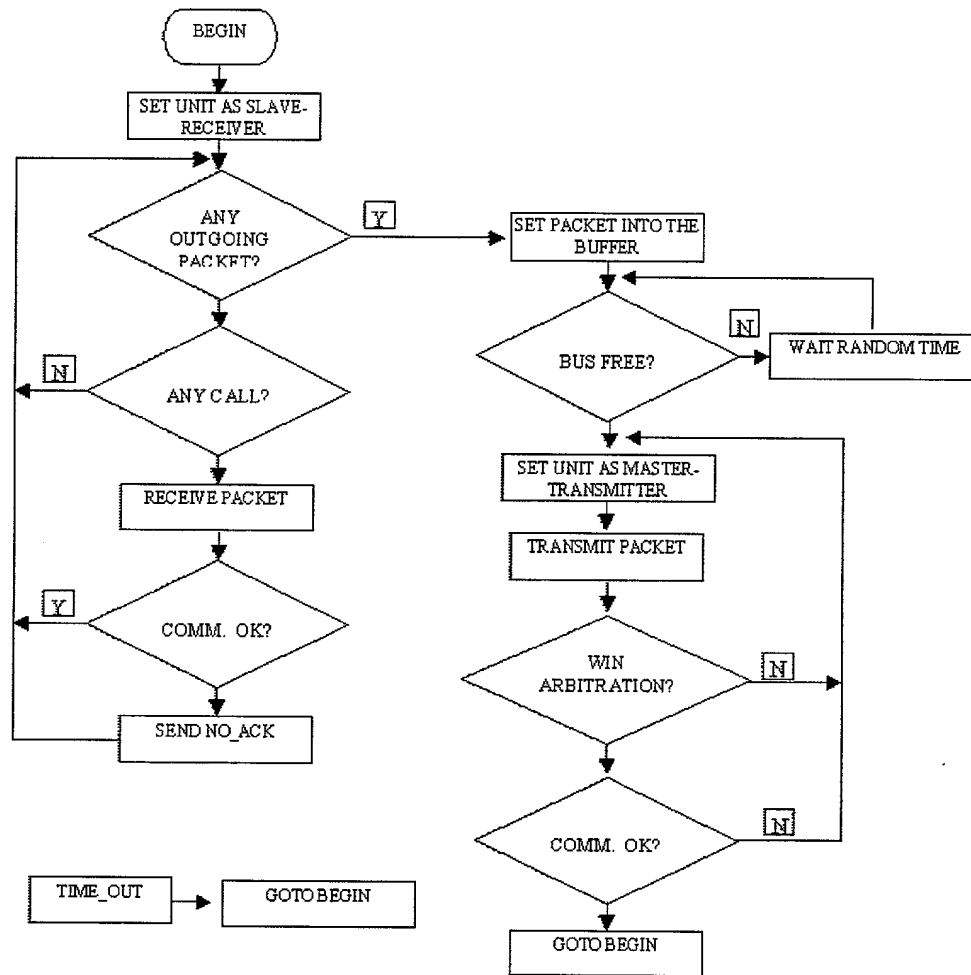 BEGIN
SET UNIT AS SLAVE-
RECEIVER
ANY
OUTGOING
PACKET?
Y
SET PACKET INTO THE
BUFFER
BUS FREE?
N
WAIT RANDOM TIME
N
ANY CALL?
SET UNIT AS MASTER-
TRANSMITTER
RECEIVE PACKET
TRANSMIT PACKET
Y
COMM. OK?
WIN
ARBITRATION?
N
SEND NO_ACK
COMM. OK?
N
TIME_OUT
GOTO BEGIN
GOTO BEGIN